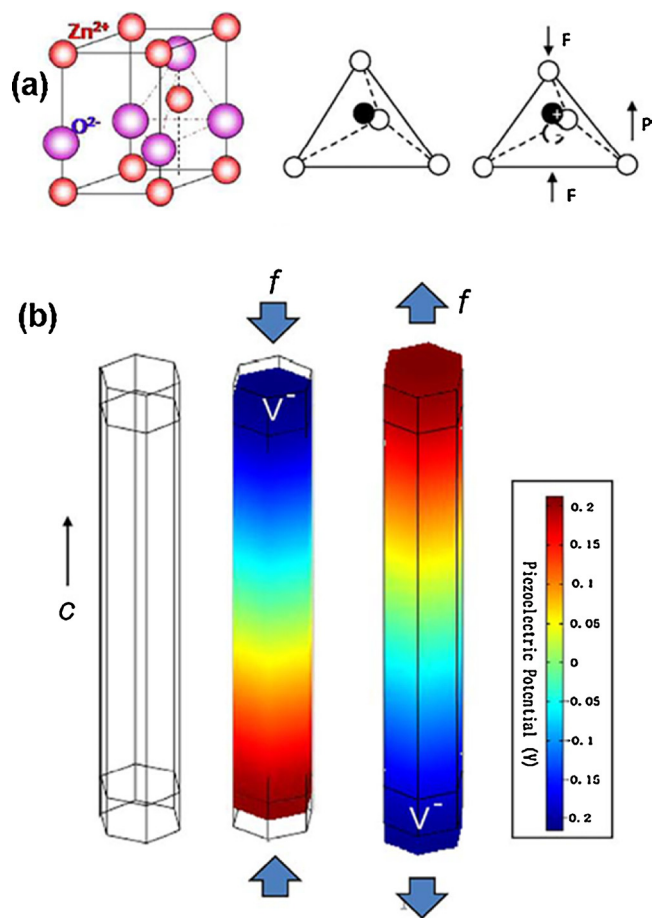 Zn2+
(a)
O2-
F
+
P
F
(b)
f
f
V-
C
0.2
0.15
0.1
0.05
0
-0.05
-0.1
0.15
0.2
Piezoelectric Potential (V)
V-